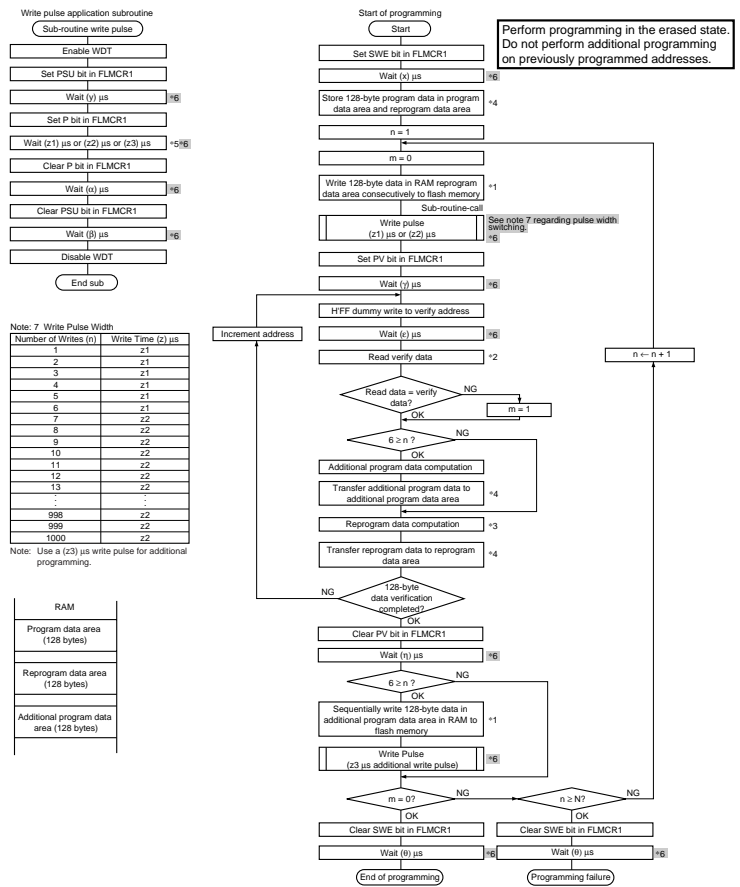 Write pulse application subroutine
Sub-routine write pulse
Enable WDT
Set PSU bit in FLMCR1
Wait (y) μs
*6
Set P bit in FLMCR1
Wait (z1) μs or (z2) μs or (z3) μs
*5*6
Clear P bit in FLMCR1
Wait (α) μs
*6
Clear PSU bit in FLMCR1
Wait (β) μs
*6
Disable WDT
End sub
Note: 7 Write Pulse Width
Number of Writes (n) Write Time (z) μs
1 z1
2 z1
3 z1
4 z1
5 z1
6 z1
7 z2
8 z2
9 z2
10 z2
11 z2
12 z2
13 z2
⋮ ⋮
998 z2
999 z2
1000 z2
Note: Use a (z3) μs write pulse for additional
programming.
RAM
Program data area
(128 bytes)
Reprogram data area
(128 bytes)
Additional program data
area (128 bytes)
Start of programming
Start
Set SWE bit in FLMCR1
Wait (x) μs
*6
Store 128-byte program data in program
data area and reprogram data area
*4
n = 1
m = 0
Write 128-byte data in RAM reprogram
data area consecutively to flash memory
*1
Sub-routine-call
Write pulse
(z1) μs or (z2) μs
See note 7 regarding pulse width
switching.
*6
Set PV bit in FLMCR1
Wait (γ) μs
*6
H'FF dummy write to verify address
Increment address
Wait (ε) μs
*6
Read verify data
*2
n ← n + 1
Read data = verify
data?
NG
m = 1
OK
6 ≥ n ?
NG
OK
Additional program data computation
Transfer additional program data to
additional program data area
*4
Reprogram data computation
*3
Transfer reprogram data to reprogram
data area
*4
128-byte
data verification
completed?
NG
OK
Clear PV bit in FLMCR1
Wait (η) μs
*6
6 ≥ n ?
NG
OK
Sequentially write 128-byte data in
additional program data area in RAM to
flash memory
*1
Write Pulse
(z3 μs additional write pulse)
*6
m = 0?
NG
n ≥ N?
NG
OK
OK
Clear SWE bit in FLMCR1
Clear SWE bit in FLMCR1
Wait (θ) μs
*6
Wait (θ) μs
*6
End of programming
Programming failure
Perform programming in the erased state.
Do not perform additional programming
on previously programmed addresses.